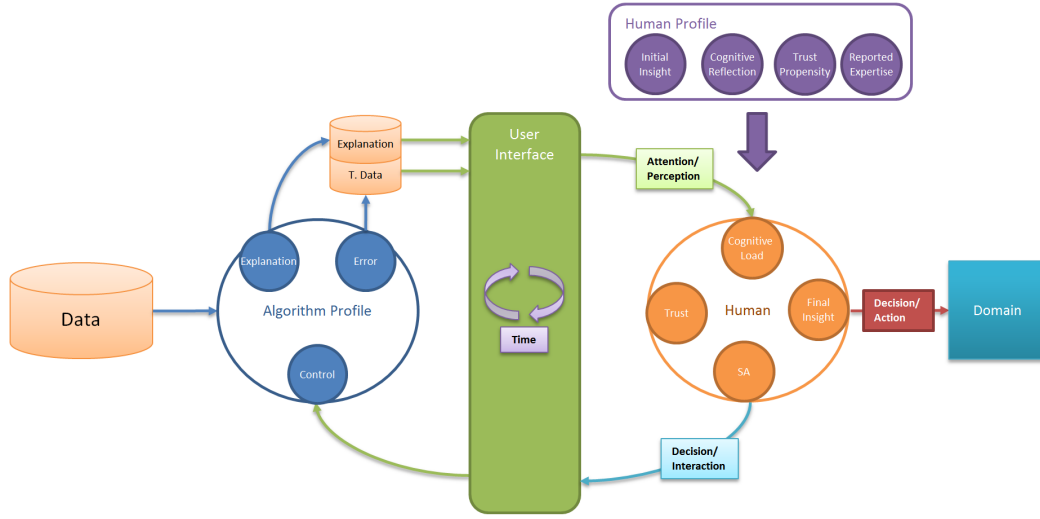 Human Profile
Initial
Insight
Cognitive
Reflection
Trust
Propensity
Reported
Expertise
Explanation
T. Data
User
Interface
Attention/
Perception
Explanation
Error
Cognitive
Load
Data
Algorithm Profile
Trust
Human
Final
Insight
Decision/
Action
Domain
Time
Control
SA
Decision/
Interaction